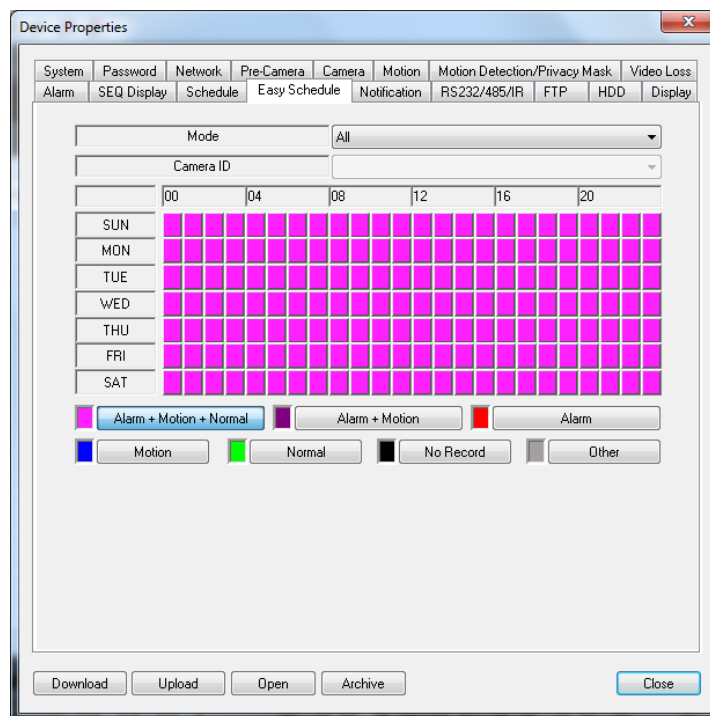 Device Properties
System Password Network Pre-Camera Camera Motion Motion Detection/Privacy Mask Video Loss
Alarm SEQ Display Schedule Easy Schedule Notification RS232/485/IR FTP HDD Display
Mode All
Camera ID
00 04 08 12 16 20
SUN
MON
TUE
WED
THU
FRI
SAT
Alarm + Motion + Normal Alarm + Motion Alarm
Motion Normal No Record Other
Download Upload Open Archive Close